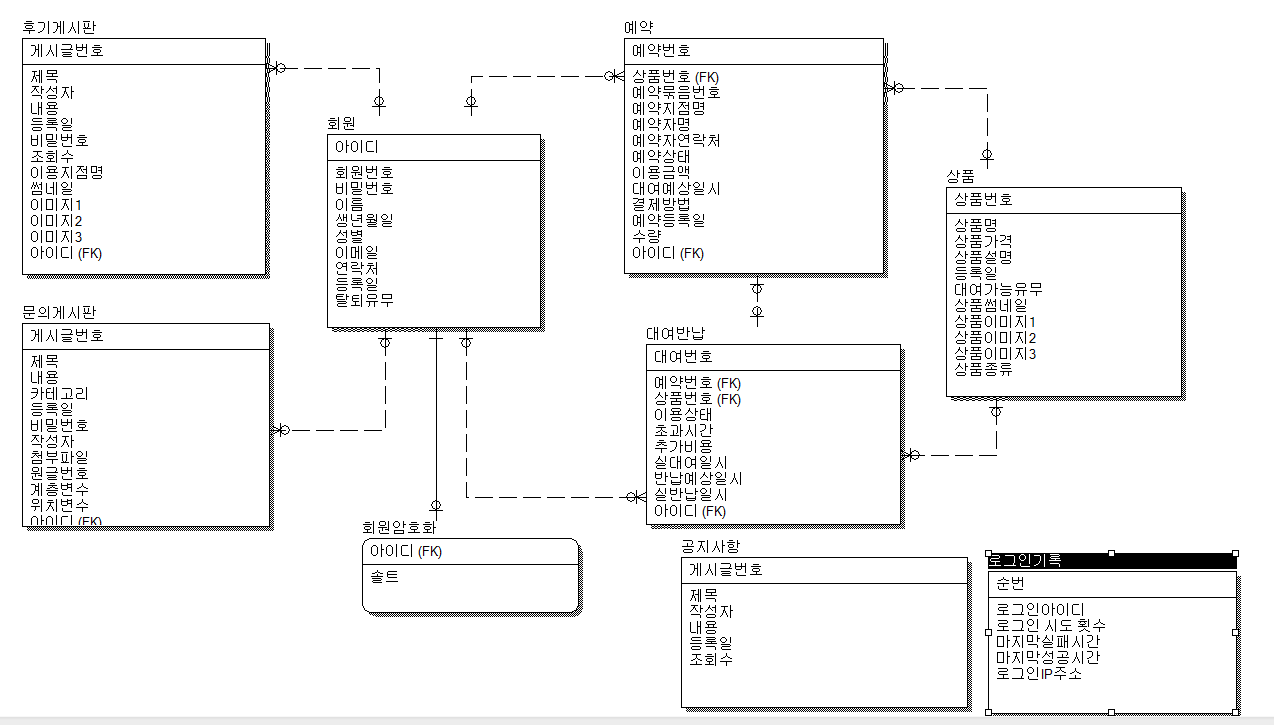 후기게시판
게시글번호
제목
작성자
내용
등록일
비밀번호
조회수
이용지점명
썸네일
이미지1
이미지2
이미지3
아이디 (FK)
문의게시판
게시글번호
제목
내용
카테고리
등록일
비밀번호
작성자
첨부파일
원글번호
계층변수
위치변수
아이디 (FK)
회원
아이디
회원번호
비밀번호
이름
생년월일
성별
이메일
연락처
등록일
탈퇴유무
회원암호화
아이디 (FK)
솔트
예약
예약번호
상품번호 (FK)
예약묶음번호
예약지점명
예약자명
예약자연락처
예약상태
이용금액
대여예상일시
결제방법
예약등록일
수량
아이디 (FK)
대여반납
대여번호
예약번호 (FK)
상품번호 (FK)
이용상태
초과시간
추가비용
실대여일시
반납예상일시
실반납일시
아이디 (FK)
상품
상품번호
상품명
상품가격
상품설명
등록일
대여가능유무
상품썸네일
상품이미지1
상품이미지2
상품이미지3
상품종류
공지사항
게시글번호
제목
작성자
내용
등록일
조회수
로그인기록
순번
로그인아이디
로그인 시도 횟수
마지막실패시간
마지막성공시간
로그인IP주소